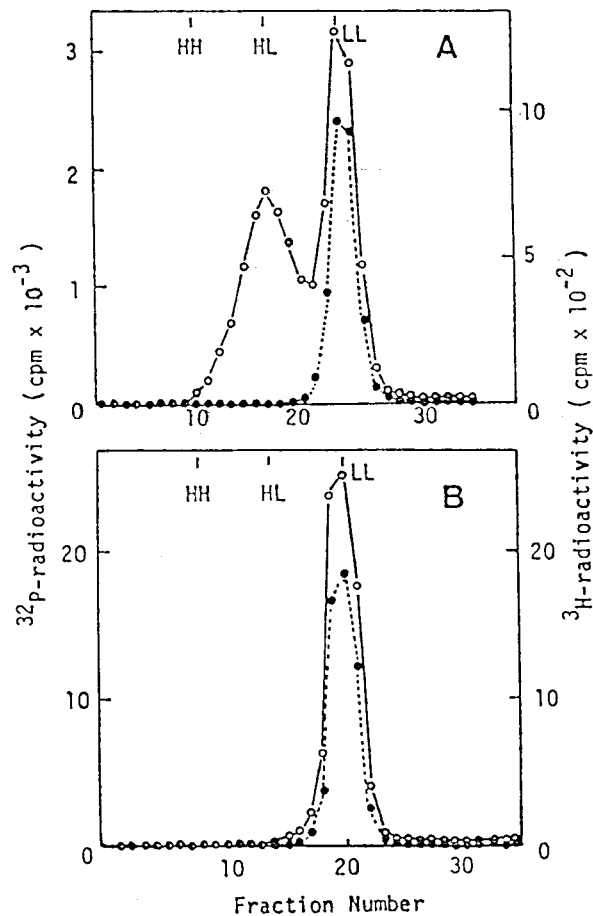 3
2
1
0
HH
HL
LL
A
10
5
0
10
20
30
20
10
0
HH
HL
LL
B
20
10
0
10
20
30
32P-radioactivity ( cpm x 10-3 )
3H-radioactivity ( cpm x 10-2 )
Fraction Number